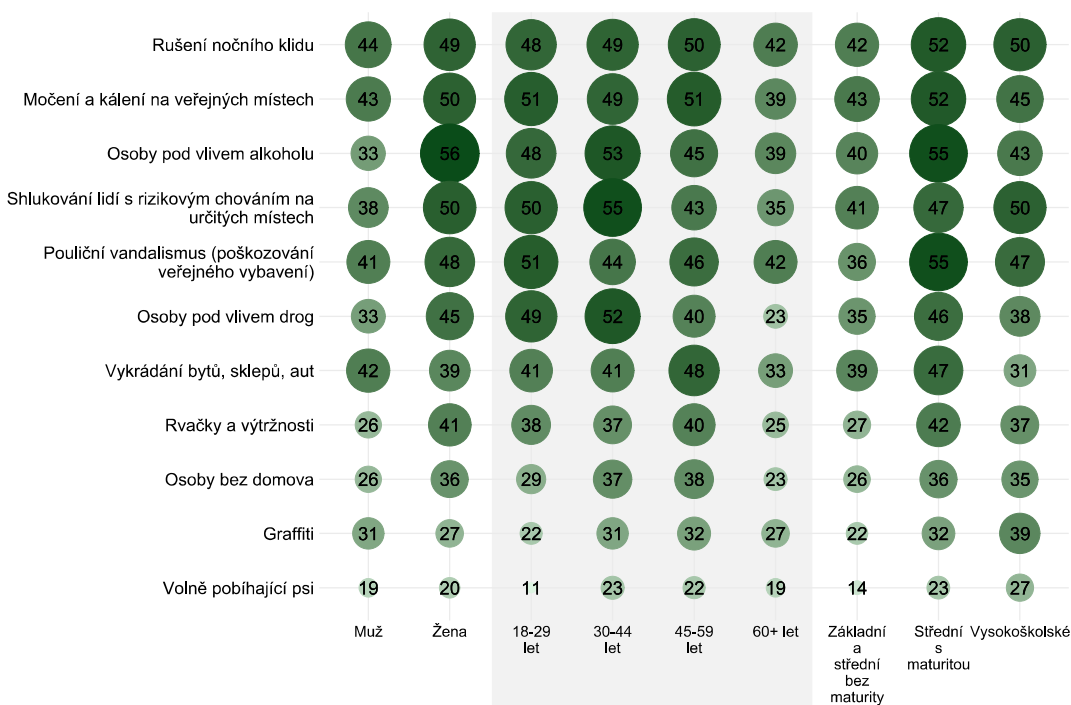 Rušení nočního klidu 44 49 48 49 50 42 42 52 50
Močení a kálení na veřejných místech 43 50 51 49 51 39 43 52 45
Osoby pod vlivem alkoholu 33 56 48 53 45 39 40 55 43
Shlukování lidí s rizikovým chováním na
určitých místech 38 50 50 55 43 35 41 47 50
Pouliční vandalismus (poškozování
veřejného vybavení) 41 48 51 44 46 42 36 55 47
Osoby pod vlivem drog 33 45 49 52 40 23 35 46 38
Vykrádání bytů, sklepů, aut 42 39 41 41 48 33 39 47 31
Rvačky a výtržnosti 26 41 38 37 40 25 27 42 37
Osoby bez domova 26 36 29 37 38 23 26 36 35
Graffiti 31 27 22 31 32 27 22 32 39
Volně pobíhající psi 19 20 11 23 22 19 14 23 27
Muž
Žena
18-29
let
30-44
let
45-59
let
60+ let
Základní
a
střední
bez
maturity
Střední
s
maturitou
Vysokoškolské